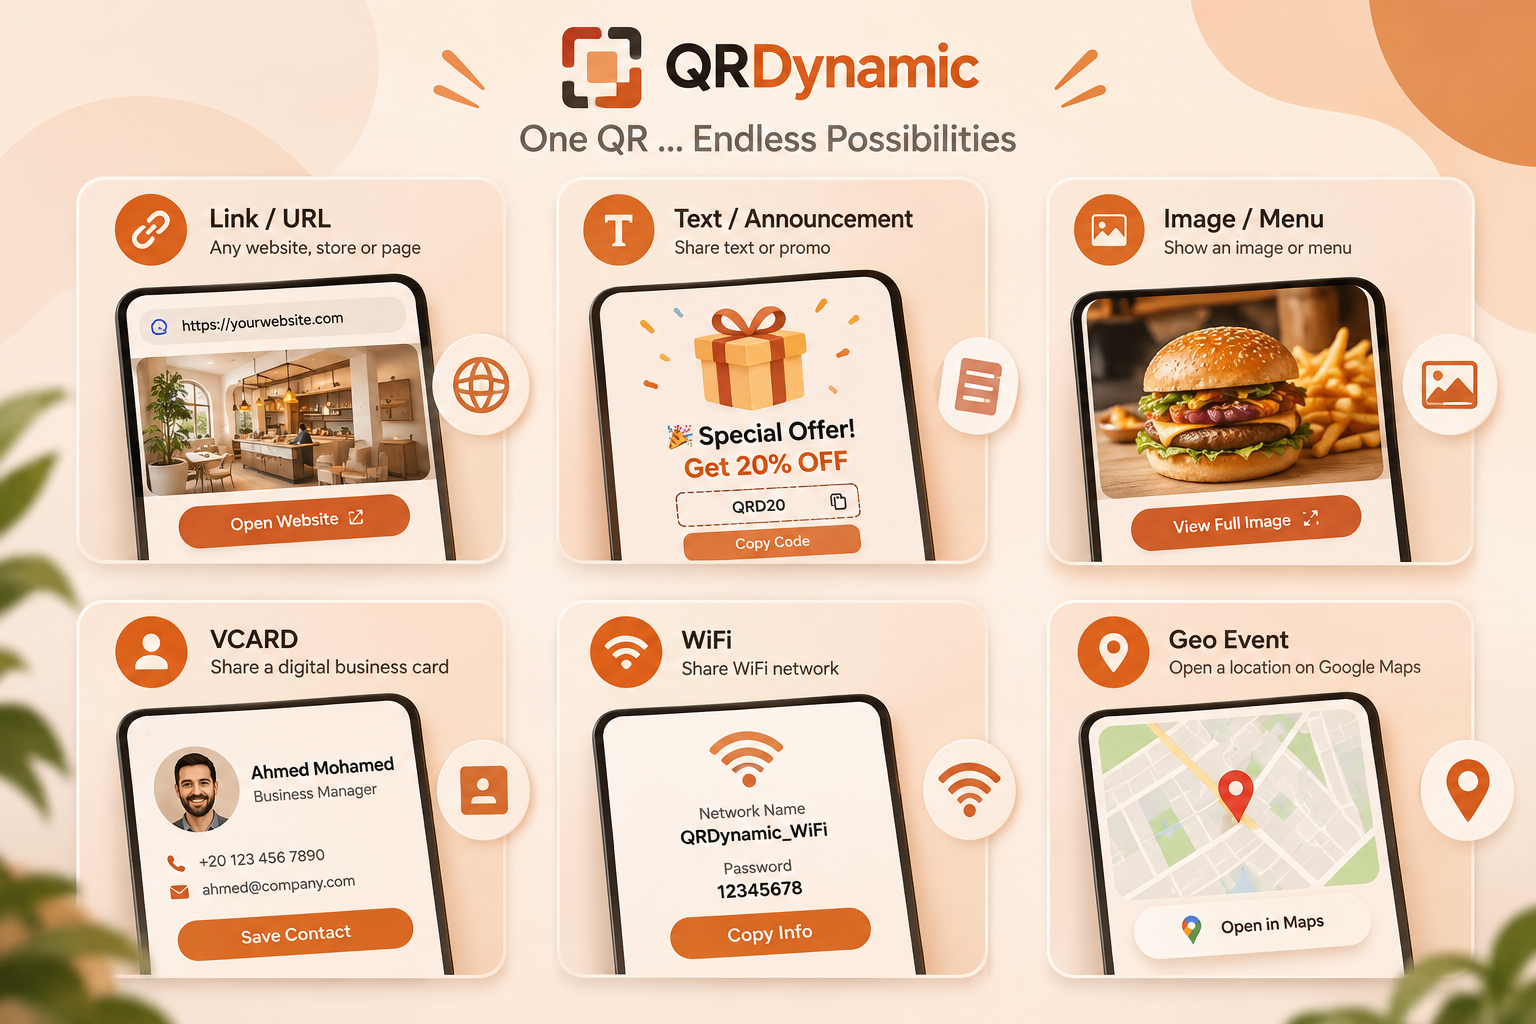 QRDynamic
One QR ... Endless Possibilities
Link / URL
Any website, store or page
https://yourwebsite.com
Open Website
Text / Announcement
Share text or promo
Special Offer!
Get 20% OFF
QRD20
Copy Code
Image / Menu
Show an image or menu
View Full Image
VCARD
Share a digital business card
Ahmed Mohamed
Business Manager
+20 123 456 7890
ahmed@company.com
Save Contact
WiFi
Share WiFi network
Network Name
QRDynamic_WiFi
Password
12345678
Copy Info
Geo Event
Open a location on Google Maps
Open in Maps